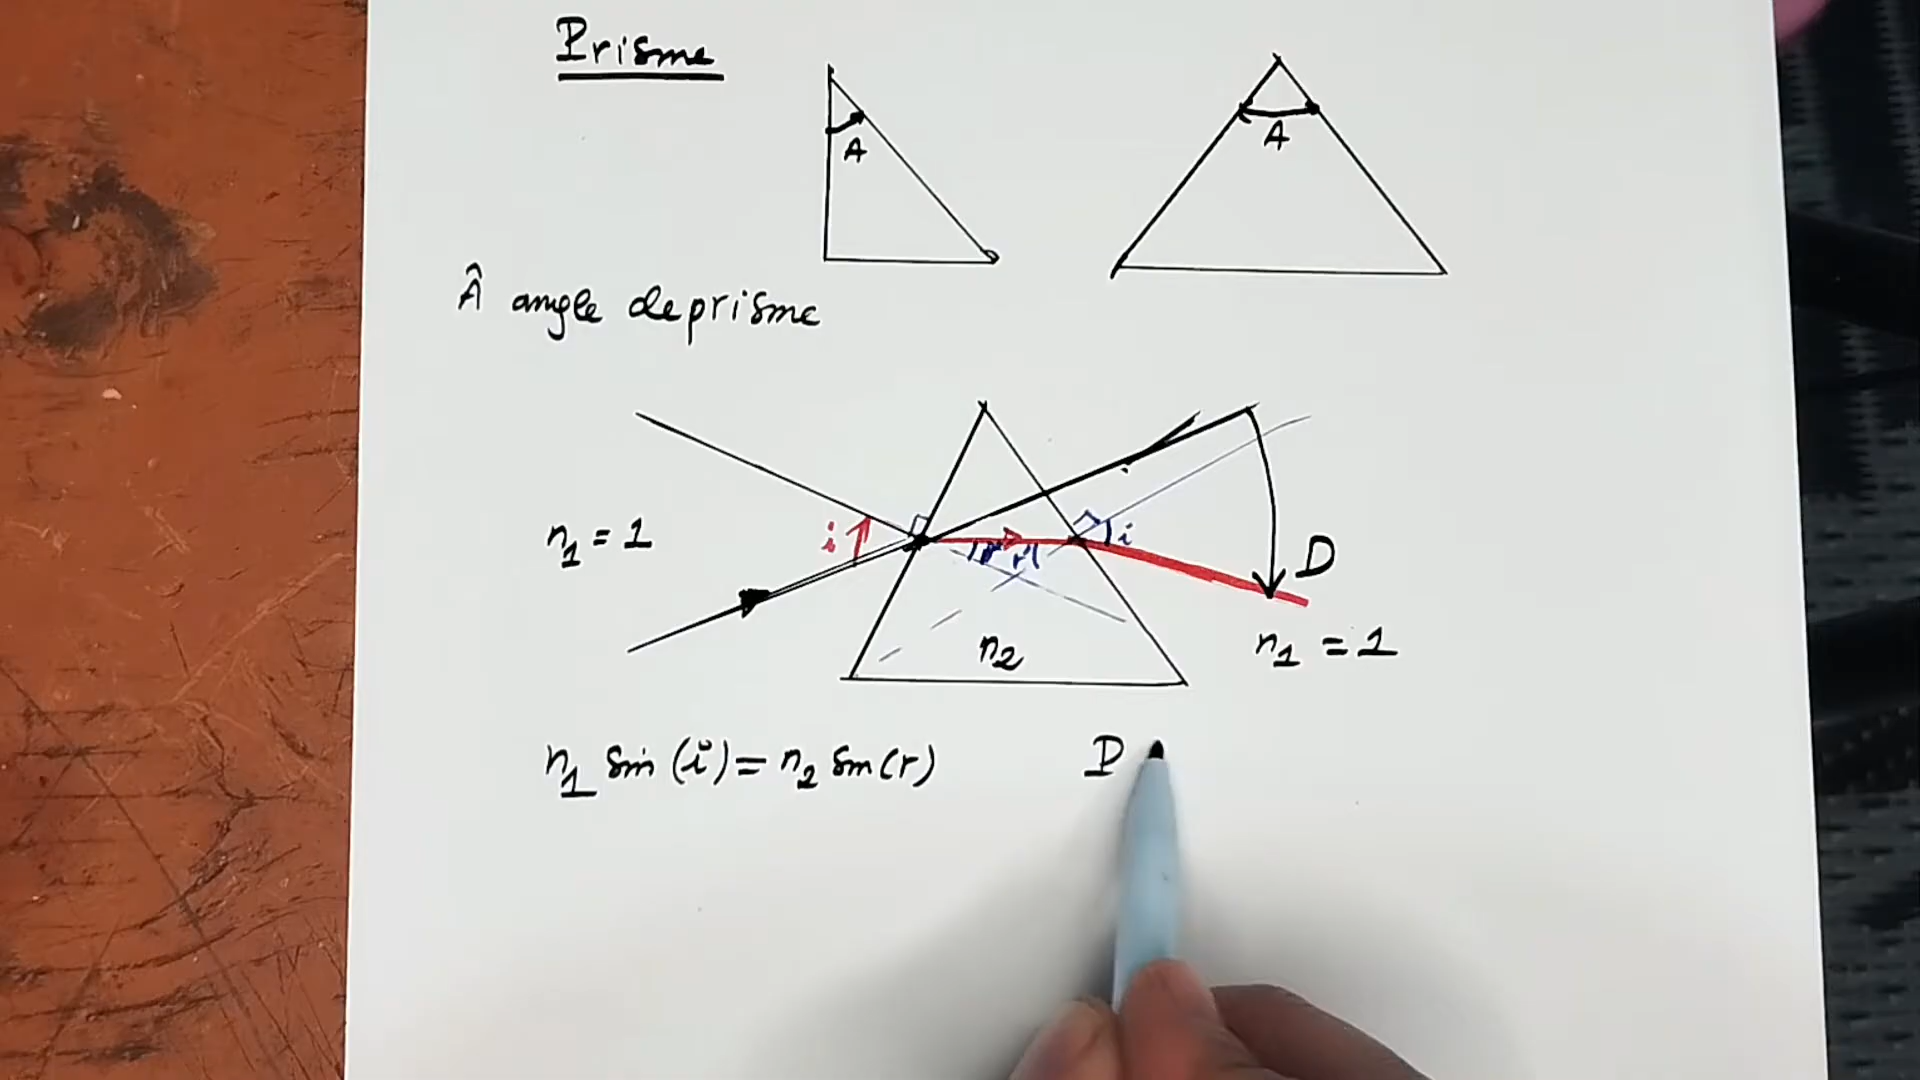 Prisme
A
A
Â angle de prisme
n1 = 1
i
r
r'
i
D
n2
n1 = 1
n1 sin (i) = n2 sin (r)
D